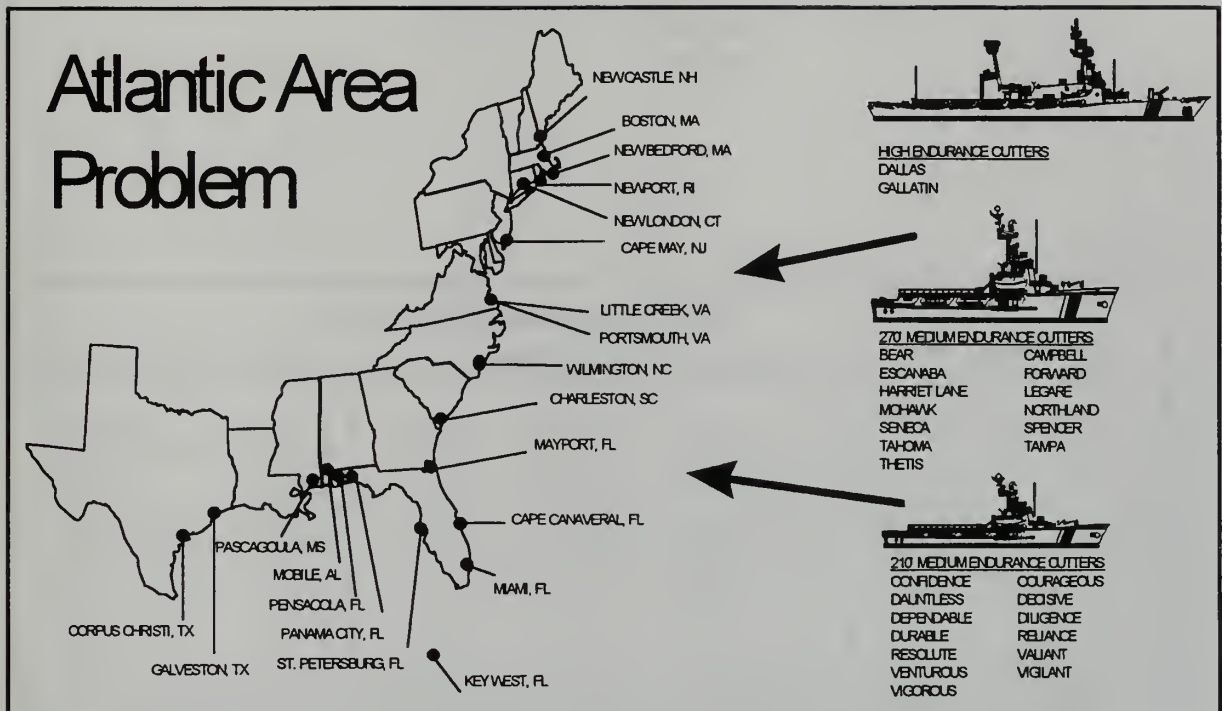 Atlantic Area
Problem
NEWCASTLE, NH
BOSTON, MA
NEW BEDFORD, MA
NEWPORT, RI
NEW LONDON, CT
CAPE MAY, NJ
LITTLE CREEK, VA
PORTSMOUTH, VA
WILMINGTON, NC
CHARLESTON, SC
MAYPORT, FL
CAPE CANAVERAL, FL
MIAMI, FL
KEY WEST, FL
PASCAGOULA, MS
MOBILE, AL
PENSACOLA, FL
PANAMA CITY, FL
ST. PETERSBURG, FL
CORPUS CHRISTI, TX
GALVESTON, TX
HIGH ENDURANCE CUTTERS
DALLAS
GALLATIN
270' MEDIUM ENDURANCE CUTTERS
BEAR CAMPBELL
ESCANABA FORWARD
HARRIET LANE LEGARE
MOHAWK NORTHLAND
SENECA SPENCER
TAHOMA TAMPA
THETIS
210' MEDIUM ENDURANCE CUTTERS
CONFIDENCE COURAGEOUS
DAUNTLESS DECISIVE
DEPENDABLE DILIGENCE
DURABLE RELIANCE
RESOLUTE VALIANT
VENTUROUS VIGILANT
VIGOROUS